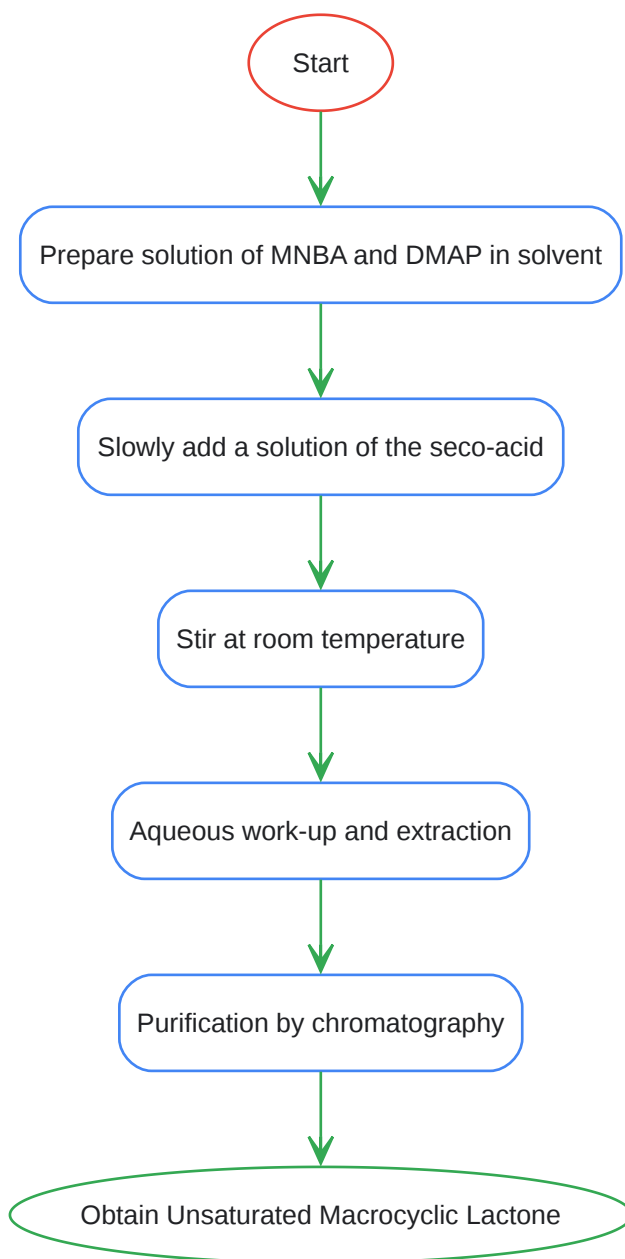 Start
Prepare solution of MNBA and DMAP in solvent
Slowly add a solution of the seco-acid
Stir at room temperature
Aqueous work-up and extraction
Purification by chromatography
Obtain Unsaturated Macrocyclic Lactone